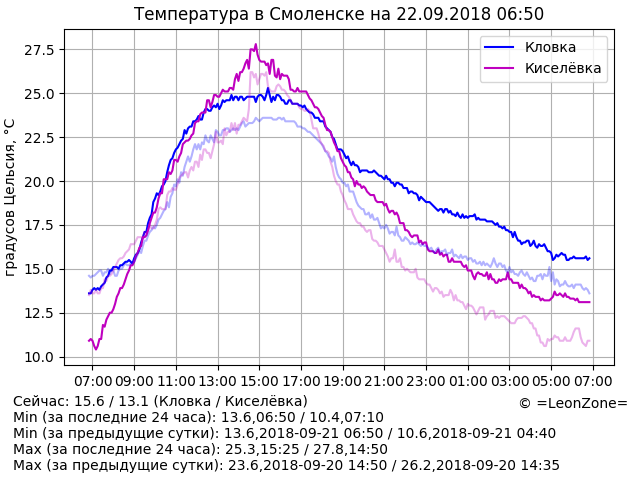 Температура в Смоленске на 22.09.2018 06:50
Кловка
Киселёвка
градусов Цельсия, °C
27.5
25.0
22.5
20.0
17.5
15.0
12.5
10.0
07:00 09:00 11:00 13:00 15:00 17:00 19:00 21:00 23:00 01:00 03:00 05:00 07:00
Сейчас: 15.6 / 13.1 (Кловка / Киселёвка)
© =LeonZone=
Min (за последние 24 часа): 13.6,06:50 / 10.4,07:10
Min (за предыдущие сутки): 13.6,2018-09-21 06:50 / 10.6,2018-09-21 04:40
Max (за последние 24 часа): 25.3,15:25 / 27.8,14:50
Max (за предыдущие сутки): 23.6,2018-09-20 14:50 / 26.2,2018-09-20 14:35